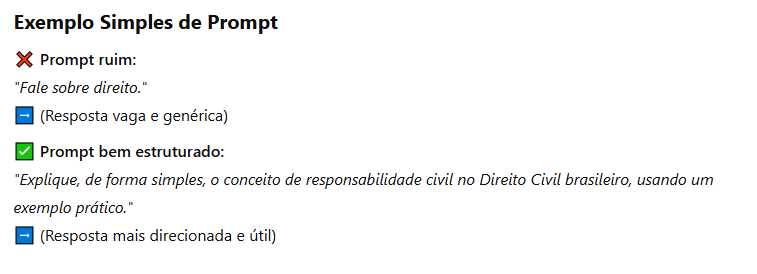 Exemplo Simples de Prompt
❌ Prompt ruim:
"Fale sobre direito."
➡️ (Resposta vaga e genérica)
✅ Prompt bem estruturado:
"Explique, de forma simples, o conceito de responsabilidade civil no Direito Civil brasileiro, usando um
exemplo prático."
➡️ (Resposta mais direcionada e útil)